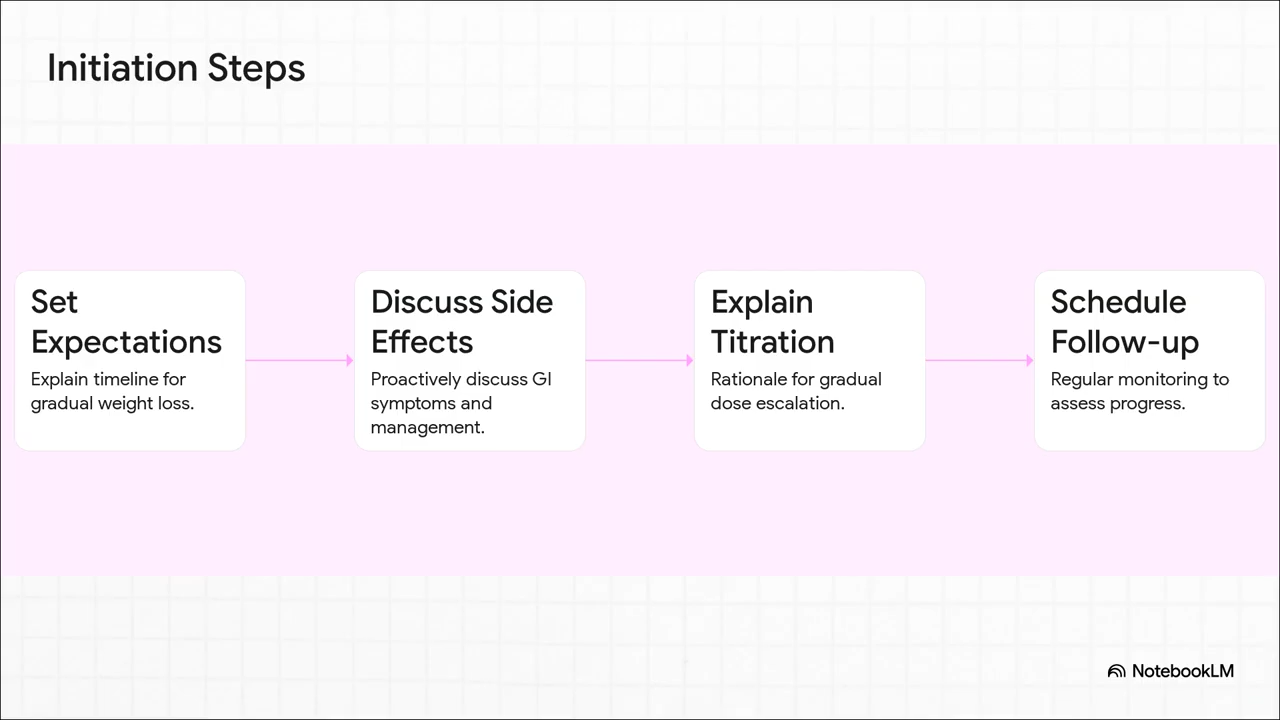 Initiation Steps
Set
Expectations
Explain timeline for
gradual weight loss.
Discuss Side
Effects
Proactively discuss GI
symptoms and
management.
Explain
Titration
Rationale for gradual
dose escalation.
Schedule
Follow-up
Regular monitoring to
assess progress.
NotebookLM